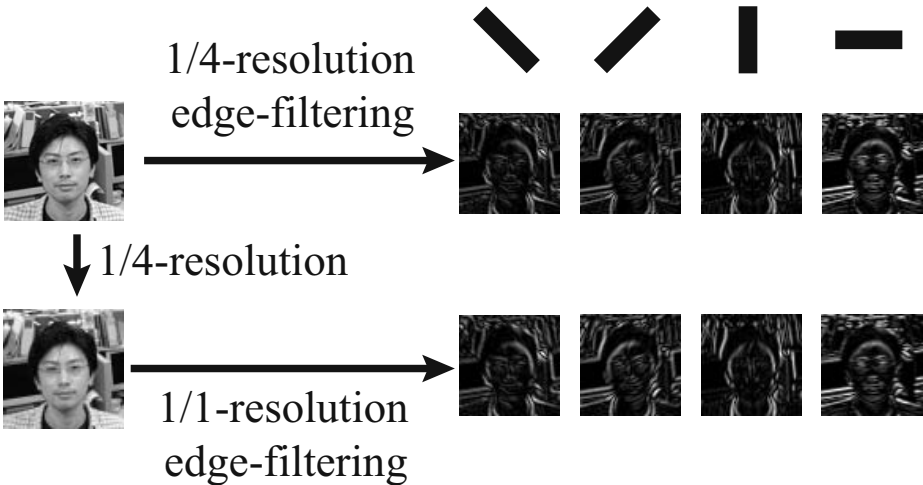 1/4-resolution
edge-filtering
1/4-resolution
1/1-resolution
edge-filtering